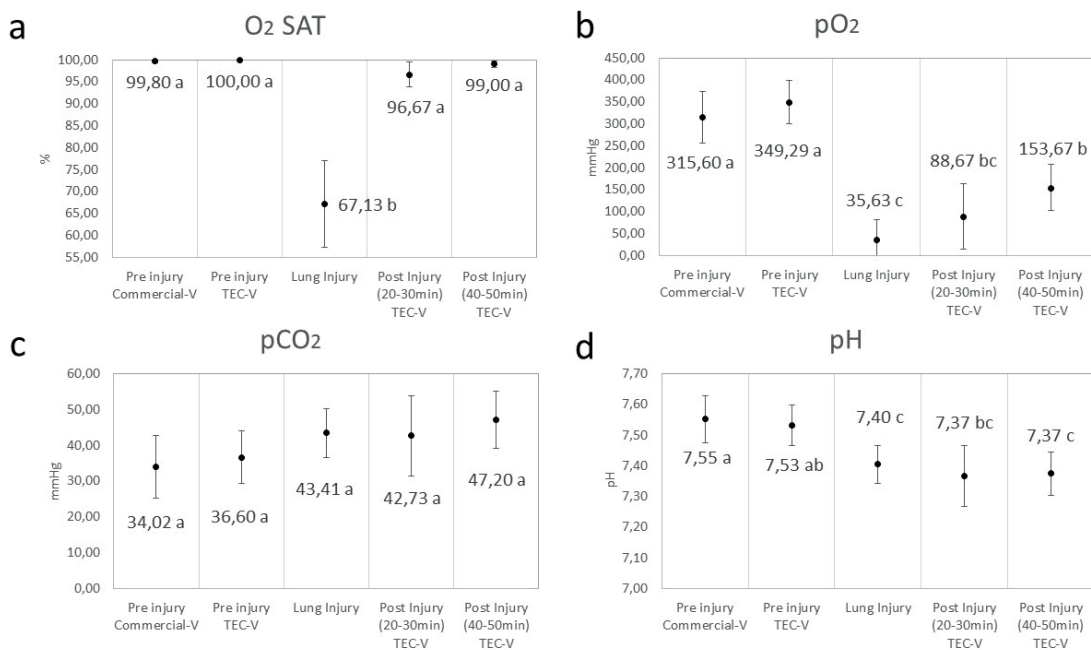 a
O2 SAT
100,00
95,00
90,00
85,00
80,00
75,00
70,00
65,00
60,00
55,00
%
99,80 a
100,00 a
67,13 b
96,67 a
99,00 a
Pre injury
Commercial-V
Pre injury
TEC-V
Lung Injury
Post Injury
(20-30min)
TEC-V
Post Injury
(40-50min)
TEC-V
b
pO2
450,00
400,00
350,00
300,00
250,00
200,00
150,00
100,00
50,00
0,00
mmHg
315,60 a
349,29 a
35,63 c
88,67 bc
153,67 b
Pre injury
Commercial-V
Pre injury
TEC-V
Lung Injury
Post Injury
(20-30min)
TEC-V
Post Injury
(40-50min)
TEC-V
c
pCO2
60,00
50,00
40,00
30,00
20,00
10,00
0,00
mmHg
34,02 a
36,60 a
43,41 a
42,73 a
47,20 a
Pre injury
Commercial-V
Pre injury
TEC-V
Lung Injury
Post Injury
(20-30min)
TEC-V
Post Injury
(40-50min)
TEC-V
d
pH
7,70
7,60
7,50
7,40
7,30
7,20
7,10
7,00
pH
7,55 a
7,53 ab
7,40 c
7,37 bc
7,37 c
Pre injury
Commercial-V
Pre injury
TEC-V
Lung Injury
Post Injury
(20-30min)
TEC-V
Post Injury
(40-50min)
TEC-V